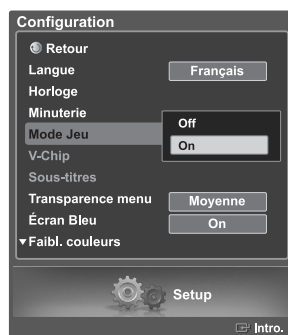 Configuration
Retour
Langue Français
Horloge
Minuterie
Off
Mode Jeu
On
V-Chip
Sous-titres
Transparence menu Moyenne
Écran Bleu On
▼Faibl. couleurs
Setup
Intro.